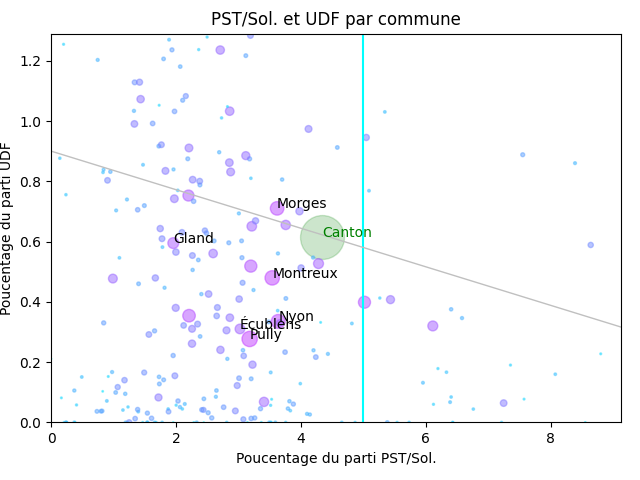 PST/Sol. et UDF par commune
Poucentage du parti UDF
1.2
1.0
0.8
0.6
0.4
0.2
0.0
Morges
Canton
Gland
Montreux
Nyon
Écublens
Pully
0
2
4
6
8
Poucentage du parti PST/Sol.